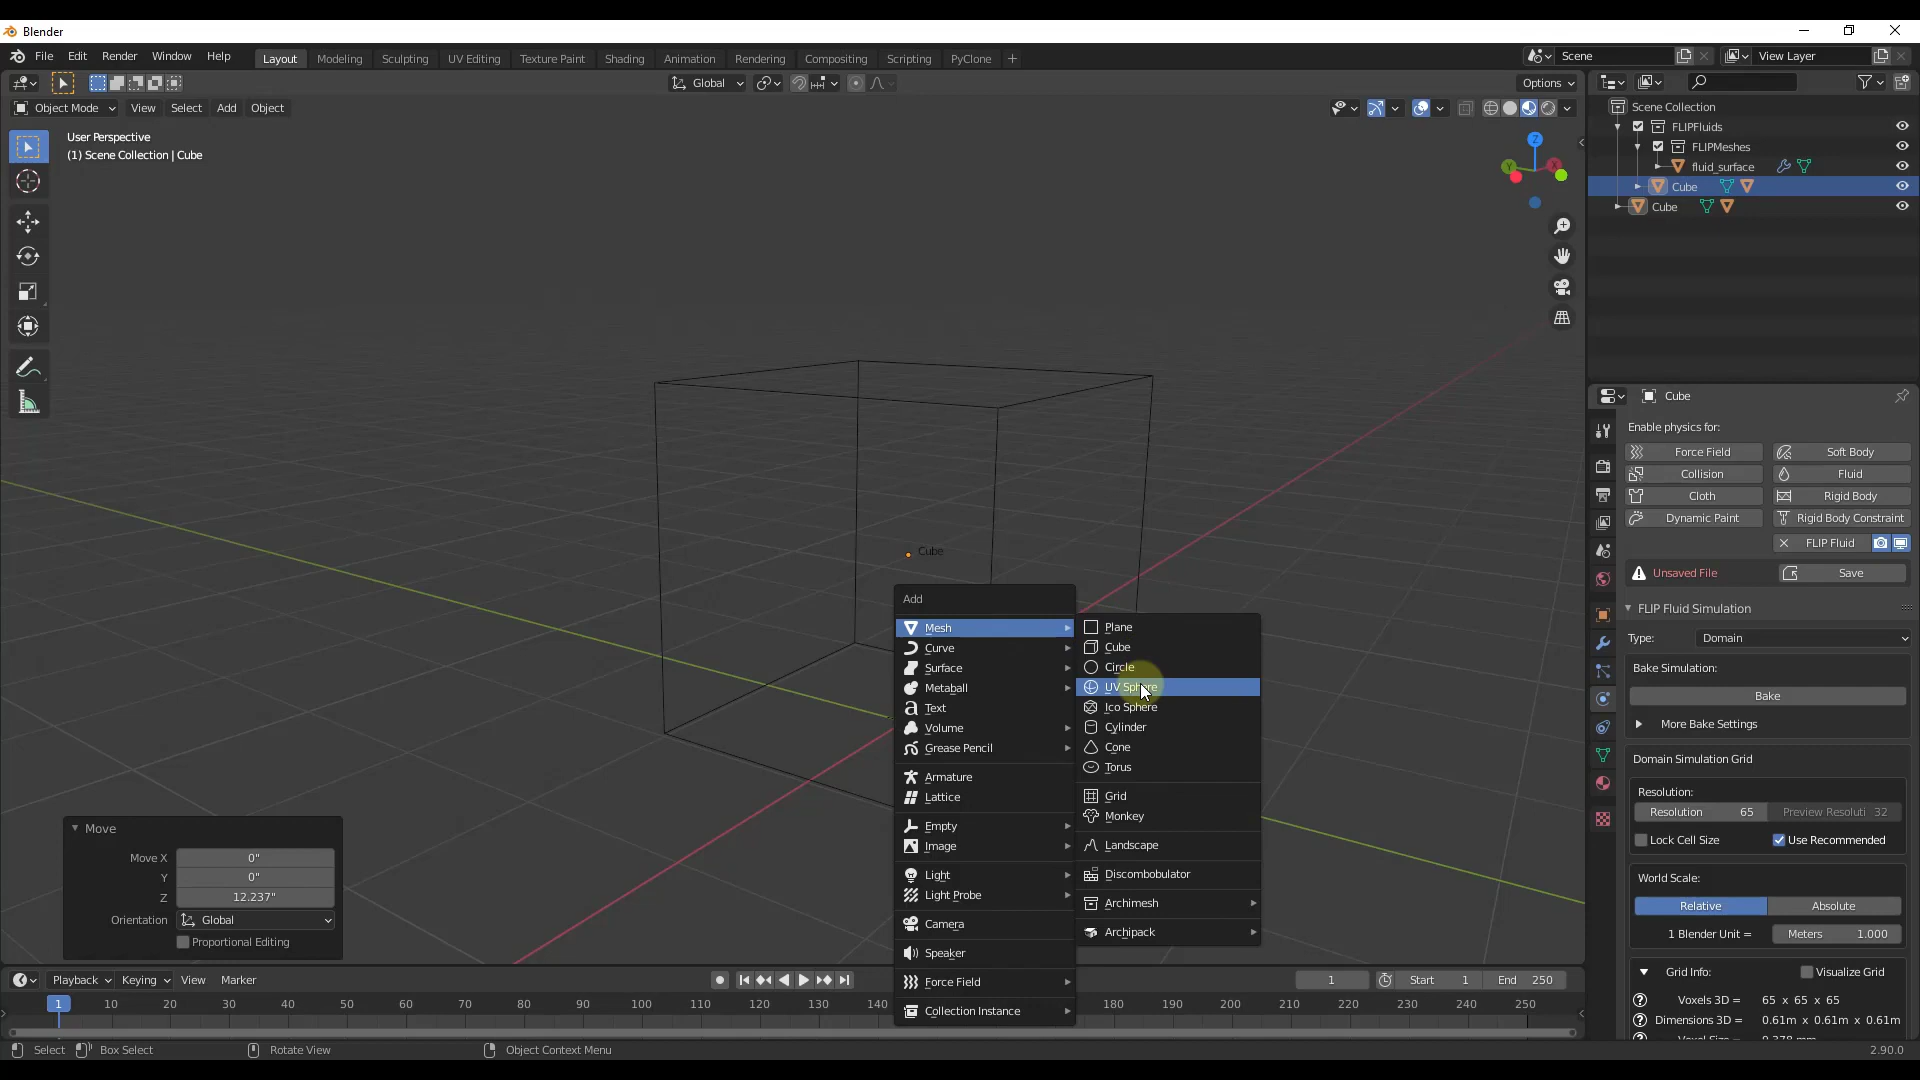 Blender
File Edit Render Window Help Layout Modeling Sculpting UV Editing Texture Paint Shading Animation Rendering Compositing Scripting PyClone Scene View Layer
Global Options
Object Mode View Select Add Object
User Perspective
(1) Scene Collection | Cube
Z
Y X
Scene Collection
FLIPFluids
FLIPMeshes
fluid_surface
Cube
Cube
Cube
Enable physics for:
Force Field Soft Body
Collision Fluid
Cloth Rigid Body
Dynamic Paint Rigid Body Constraint
FLIP Fluid
Unsaved File Save
FLIP Fluid Simulation
Type: Domain
Bake Simulation:
Bake
More Bake Settings
Domain Simulation Grid
Resolution:
Resolution 65 Preview Resoluti 32
Lock Cell Size Use Recommended
World Scale:
Relative Absolute
1 Blender Unit = Meters 1.000
Grid Info: Visualize Grid
Voxels 3D = 65 x 65 x 65
Dimensions 3D = 0.61m x 0.61m x 0.61m
Cube
Add
Mesh
Curve
Surface
Metaball
Text
Volume
Grease Pencil
Armature
Lattice
Empty
Image
Light
Light Probe
Camera
Speaker
Force Field
Collection Instance
Plane
Cube
Circle
UV Sphere
Ico Sphere
Cylinder
Cone
Torus
Grid
Monkey
Landscape
Discombobulator
Archimesh
Archipack
Move
Move X 0"
Y 0"
Z 12.237"
Orientation Global
Proportional Editing
Playback Keying View Marker 1 Start 1 End 250
1 10 20 30 40 50 60 70 80 90 100 110 120 130 140 180 190 200 210 220 230 240 250
Select Box Select Rotate View Object Context Menu 2.90.0